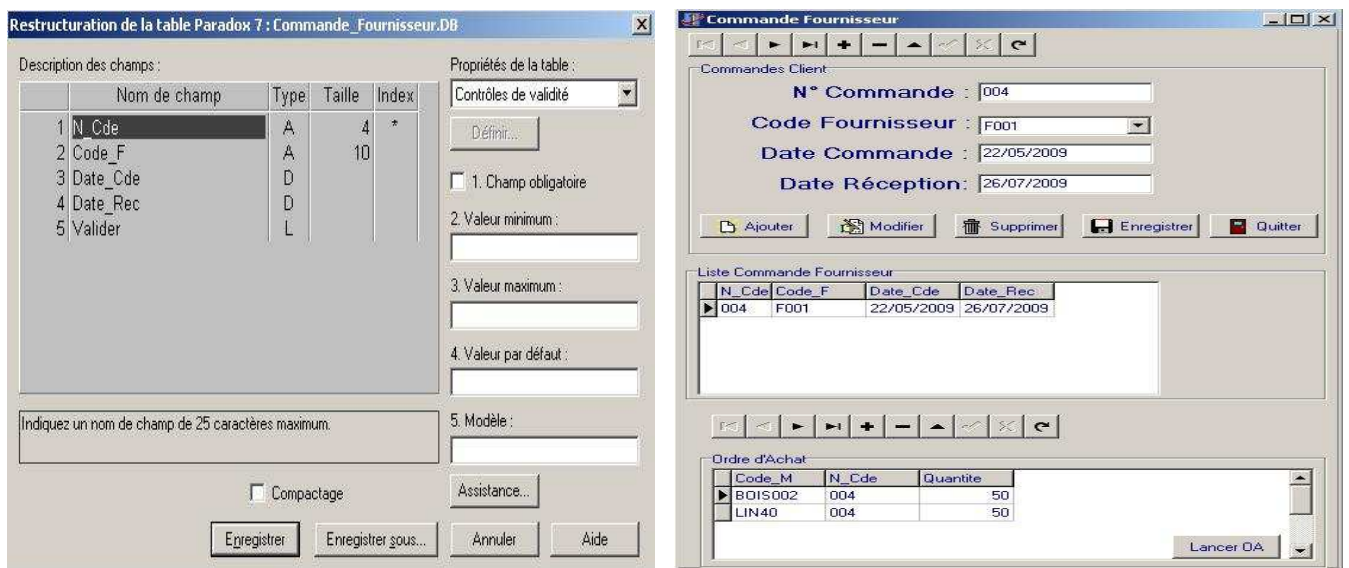 Restructuration de la table Paradox 7 : Commande_Fournisseur.DB
Description des champs :
Nom de champ Type Taille Index
1 N_Cde A 4 *
2 Code_F A 10
3 Date_Cde D
4 Date_Rec D
5 Valider L
Indiquez un nom de champ de 25 caractères maximum.
Compactage
Enregistrer Enregistrer sous... Annuler Aide
Propriétés de la table :
Contrôles de validité
Définir...
1. Champ obligatoire
2. Valeur minimum :
3. Valeur maximum :
4. Valeur par défaut :
5. Modèle :
Assistance...
Commande Fournisseur
Commandes Client
N° Commande : 004
Code Fournisseur : F001
Date Commande : 22/05/2009
Date Réception: 26/07/2009
Ajouter Modifier Supprimer Enregistrer Quitter
Liste Commande Fournisseur
N_Cde Code_F Date_Cde Date_Rec
004 F001 22/05/2009 26/07/2009
Ordre d'Achat
Code_M N_Cde Quantite
BOIS002 004 50
LIN40 004 50
Lancer OA